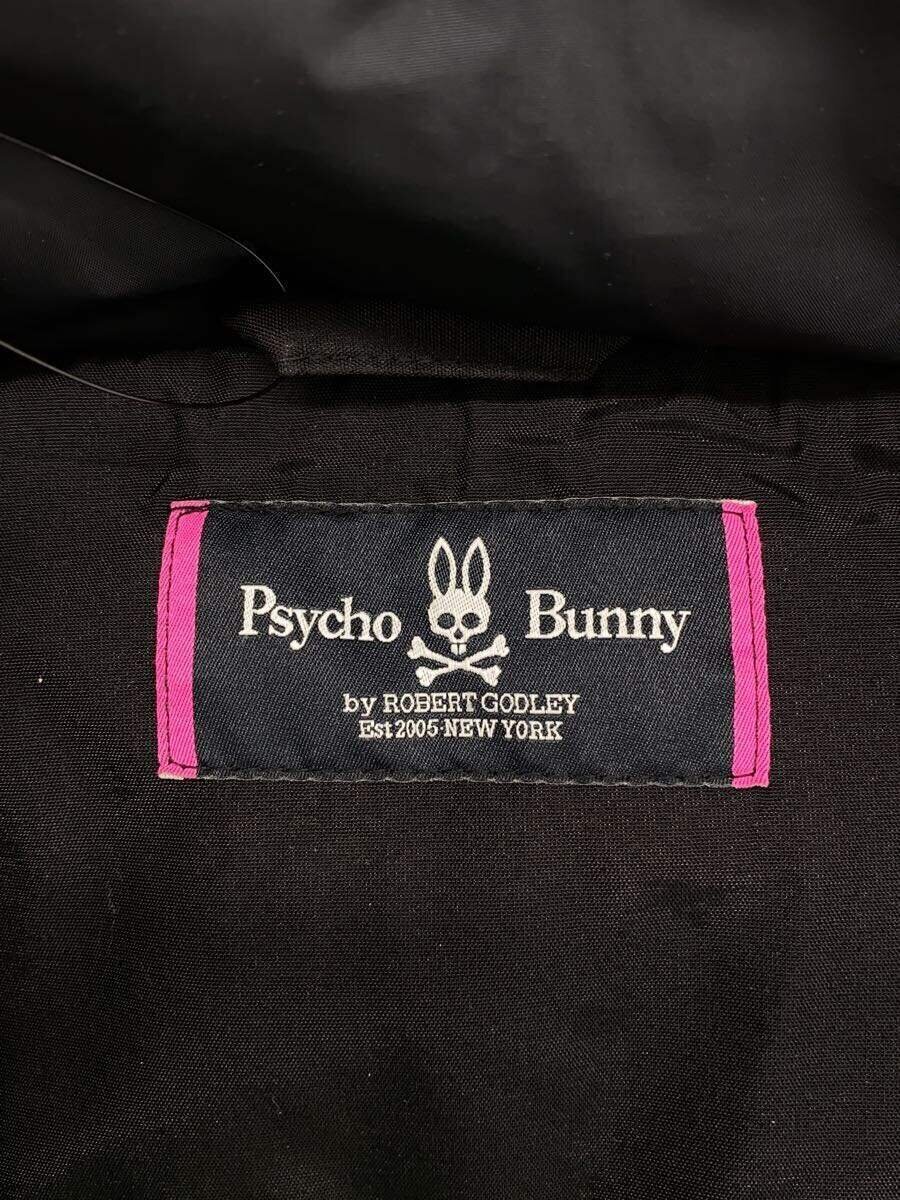 Psycho Bunny
by ROBERT GODLEY
Est 2005·NEW YORK